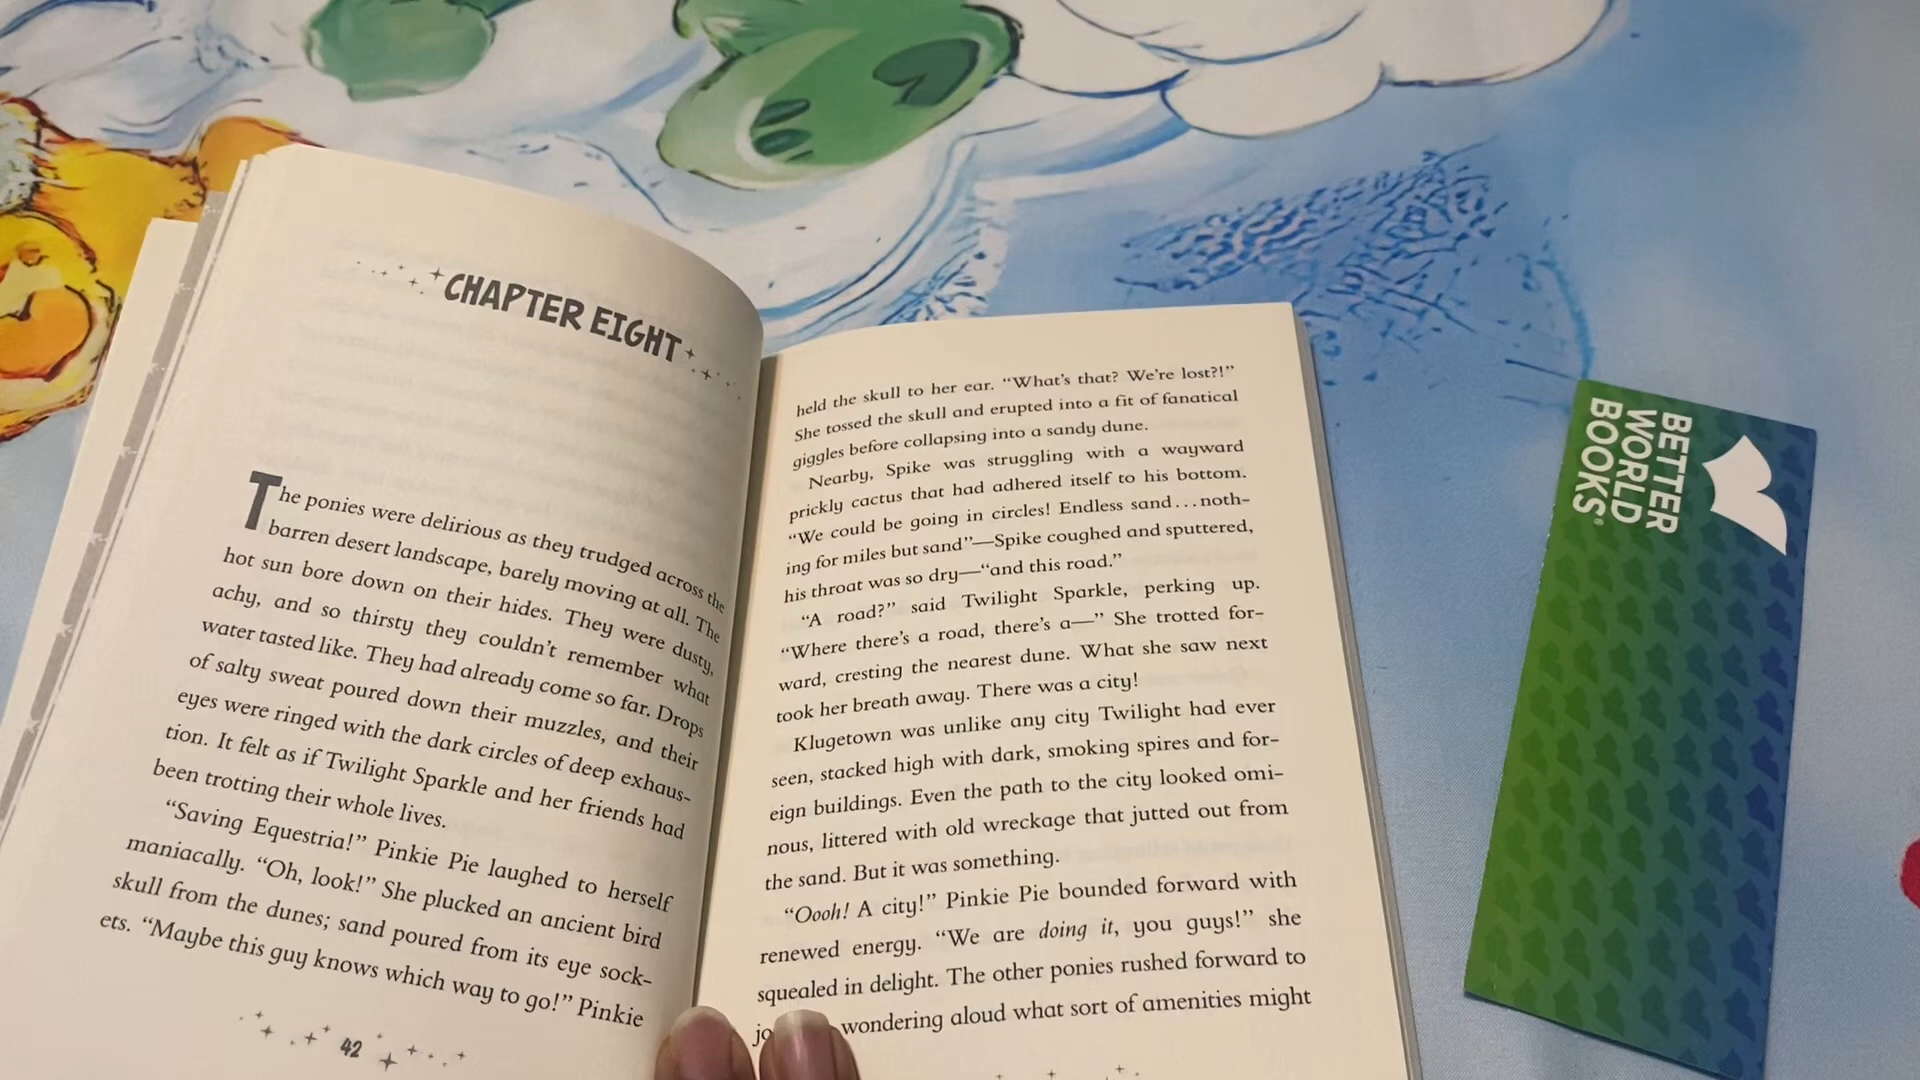 CHAPTER EIGHT
The ponies were delirious as they trudged across the
barren desert landscape, barely moving at all. The
hot sun bore down on their hides. They were dusty,
achy, and so thirsty they couldn't remember what
water tasted like. They had already come so far. Drops
of salty sweat poured down their muzzles, and their
eyes were ringed with the dark circles of deep exhaus-
tion. It felt as if Twilight Sparkle and her friends had
been trotting their whole lives.
“Saving Equestria!” Pinkie Pie laughed to herself
maniacally. “Oh, look!” She plucked an ancient bird
skull from the dunes; sand poured from its eye sock-
ets. “Maybe this guy knows which way to go!” Pinkie
42
held the skull to her ear. “What's that? We're lost?!”
She tossed the skull and erupted into a fit of fanatical
giggles before collapsing into a sandy dune.
Nearby, Spike was struggling with a wayward
prickly cactus that had adhered itself to his bottom.
“We could be going in circles! Endless sand...noth-
ing for miles but sand”—Spike coughed and sputtered,
his throat was so dry—“and this road.”
“A road?” said Twilight Sparkle, perking up.
“Where there's a road, there's a—” She trotted for-
ward, cresting the nearest dune. What she saw next
took her breath away. There was a city!
Klugetown was unlike any city Twilight had ever
seen, stacked high with dark, smoking spires and for-
eign buildings. Even the path to the city looked omi-
nous, littered with old wreckage that jutted out from
the sand. But it was something.
“Oooh! A city!” Pinkie Pie bounded forward with
renewed energy. “We are doing it, you guys!” she
squealed in delight. The other ponies rushed forward to
wondering aloud what sort of amenities might
BETTER
WORLD
BOOKS®